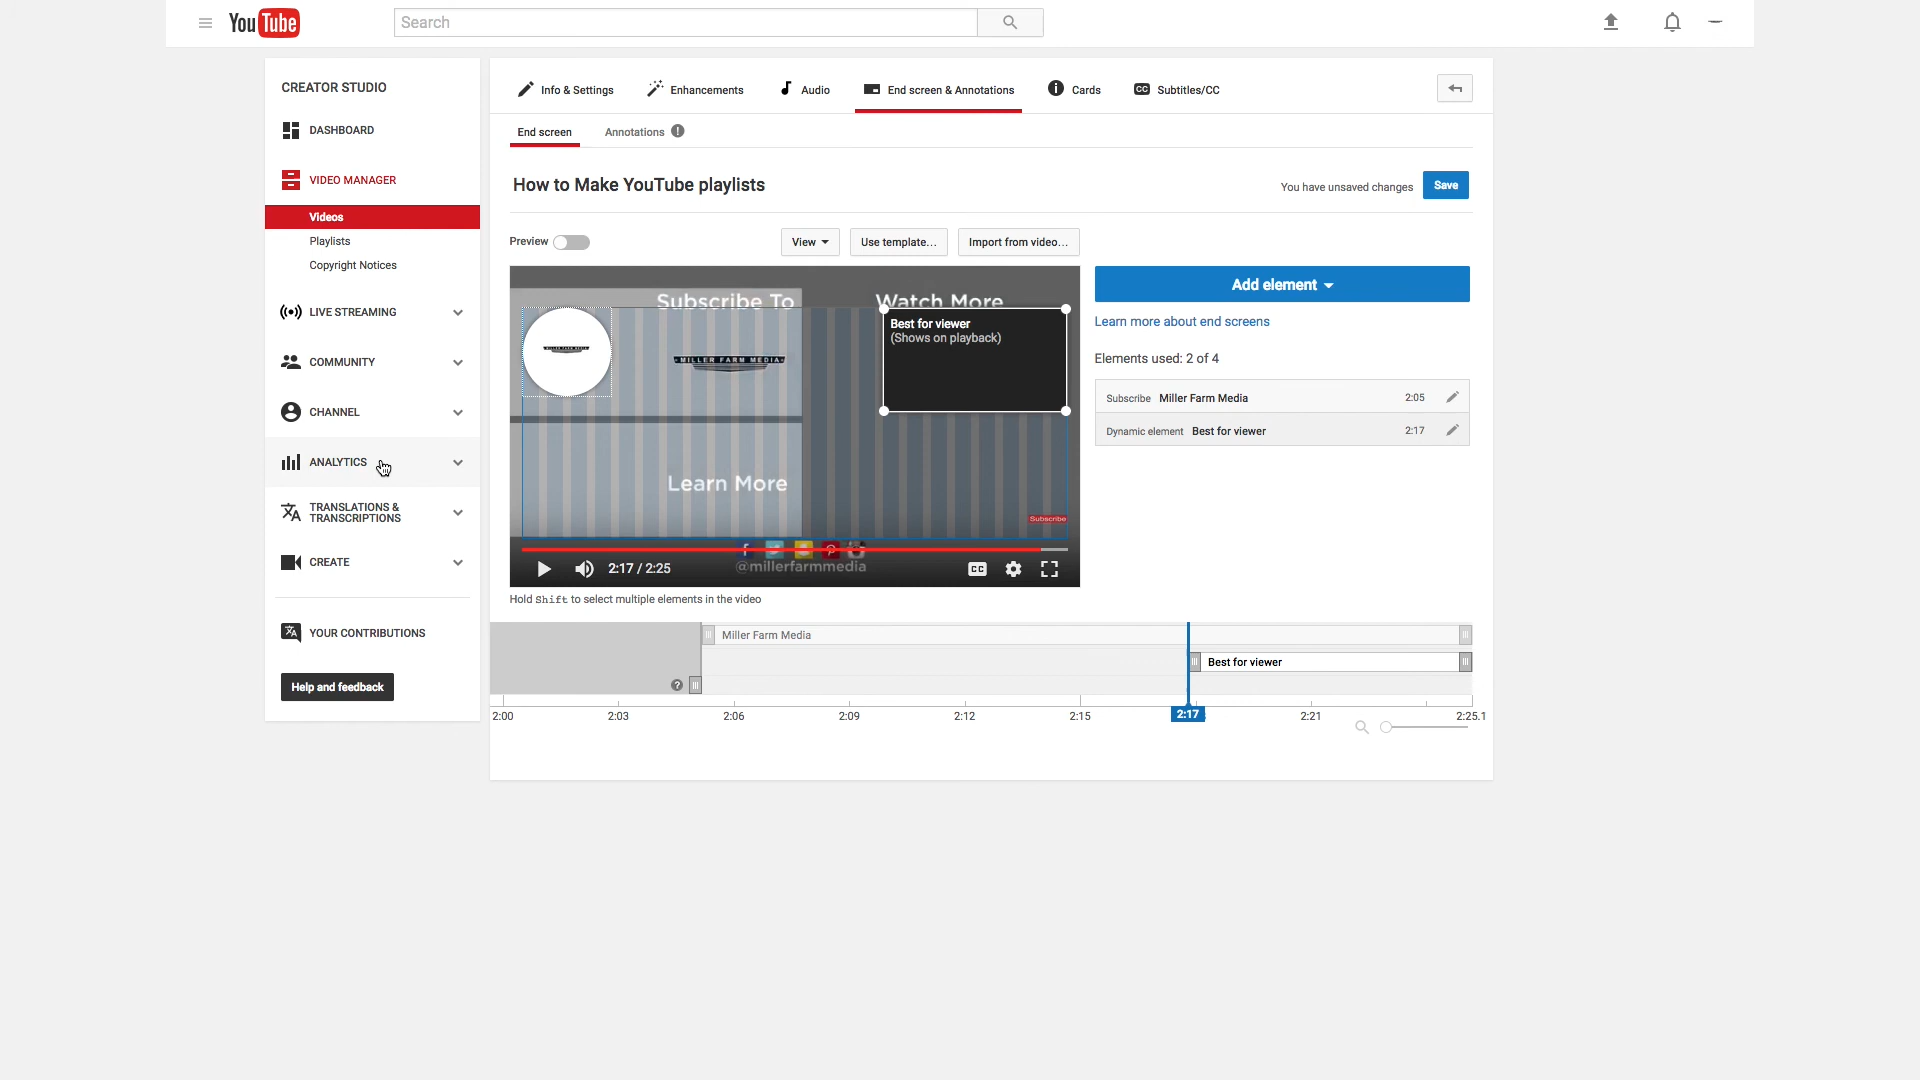 YouTube
Search
CREATOR STUDIO
DASHBOARD
VIDEO MANAGER
Videos
Playlists
Copyright Notices
LIVE STREAMING
COMMUNITY
CHANNEL
ANALYTICS
TRANSLATIONS &
TRANSCRIPTIONS
CREATE
YOUR CONTRIBUTIONS
Help and feedback
Info & Settings
Enhancements
Audio
End screen & Annotations
Cards
CC Subtitles/CC
End screen
Annotations !
How to Make YouTube playlists
You have unsaved changes
Save
Preview
View
Use template...
Import from video...
Subscribe To
Watch More
Best for viewer
(Shows on playback)
MILLER FARM MEDIA
Learn More
Subscribe
@millerfarmmedia
2:17 / 2:25
CC
Hold Shift to select multiple elements in the video
Add element
Learn more about end screens
Elements used: 2 of 4
Subscribe Miller Farm Media 2:05
Dynamic element Best for viewer 2:17
Miller Farm Media
Best for viewer
?
2:00 2:03 2:06 2:09 2:12 2:15 2:17 2:21 2:25.1